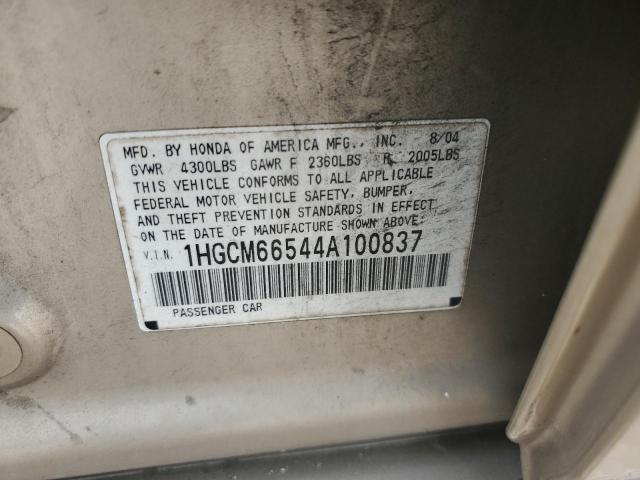 MFD. BY HONDA OF AMERICA MFG., INC. 8/04
GVWR 4300LBS GAWR F 2360LBS R 2005LBS
THIS VEHICLE CONFORMS TO ALL APPLICABLE
FEDERAL MOTOR VEHICLE SAFETY, BUMPER,
AND THEFT PREVENTION STANDARDS IN EFFECT
ON THE DATE OF MANUFACTURE SHOWN ABOVE.
V.I.N. 1HGCM66544A100837
PASSENGER CAR